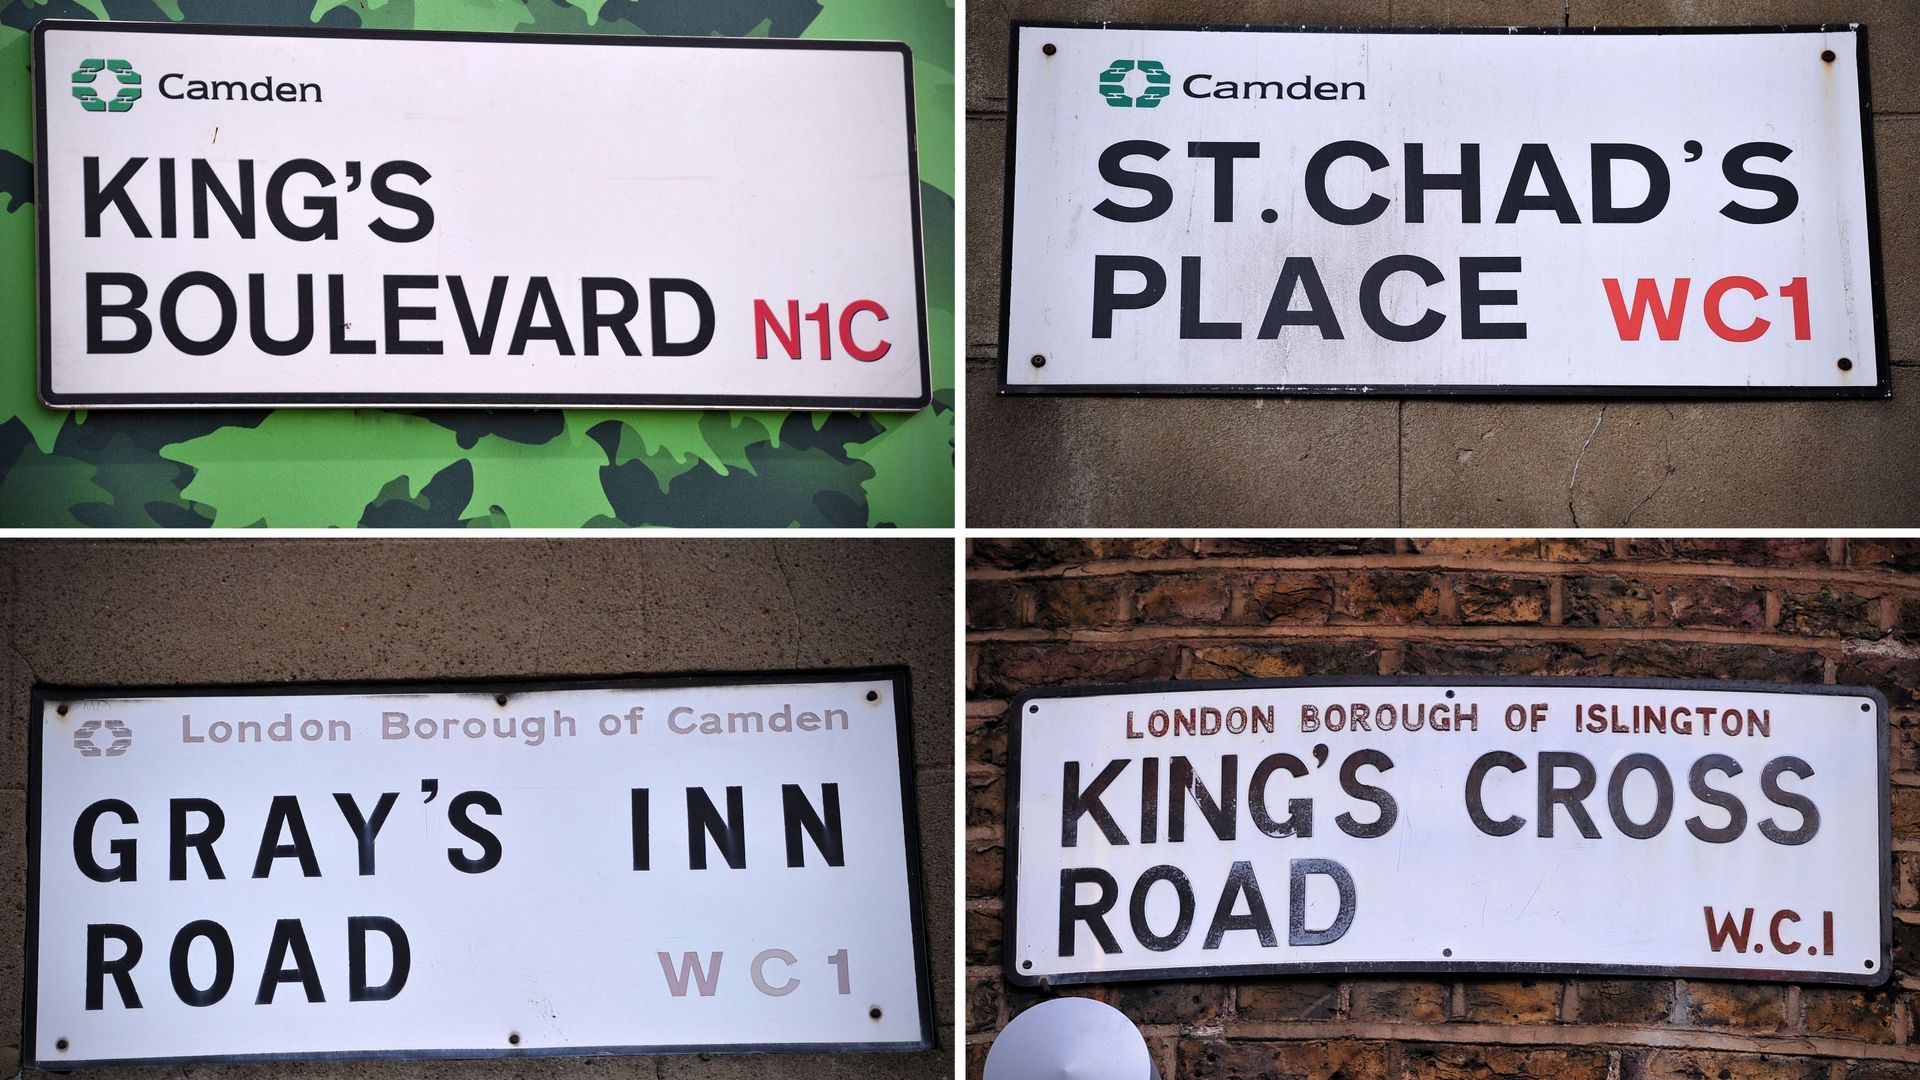 Camden
KING'S
BOULEVARD N1C
Camden
ST. CHAD'S
PLACE WC1
London Borough of Camden
GRAY'S INN
ROAD WC1
LONDON BOROUGH OF ISLINGTON
KING'S CROSS
ROAD W.C.1